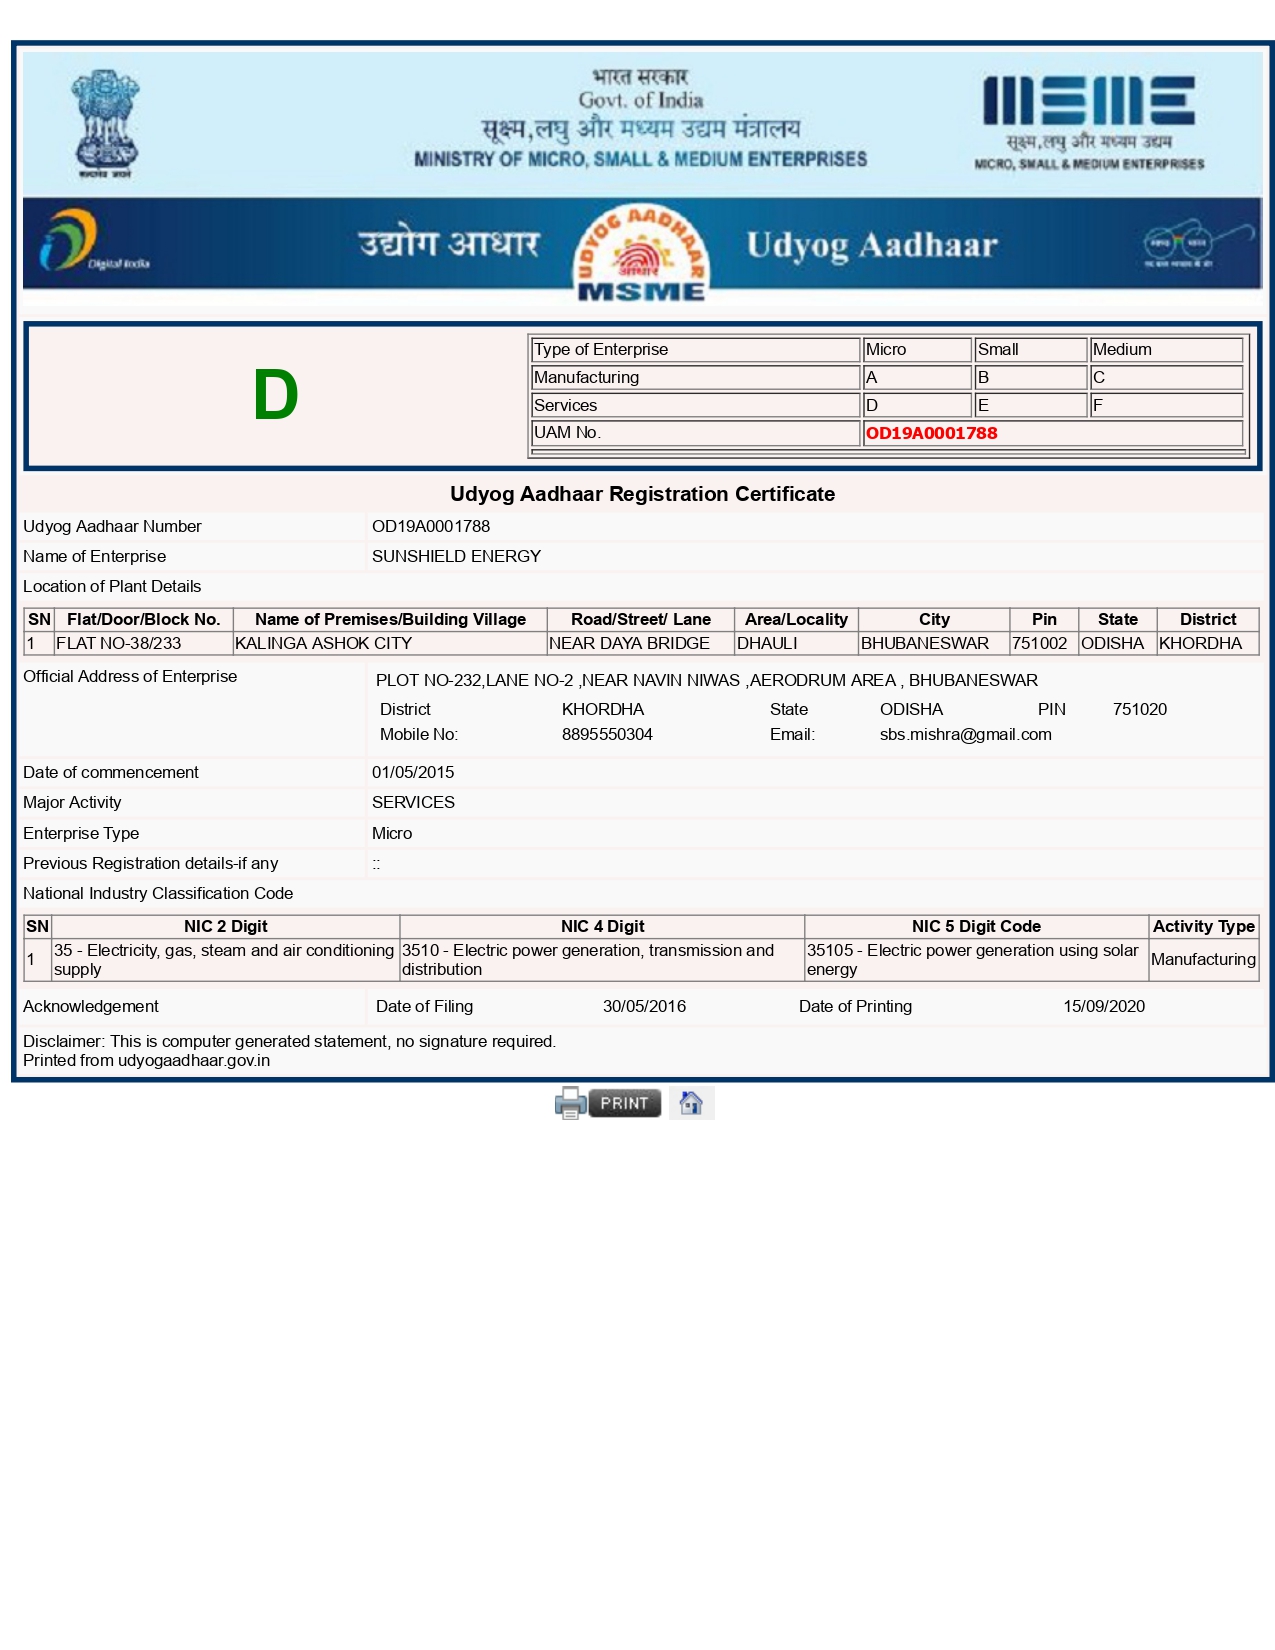 भारत सरकार
Govt. of India
सूक्ष्म,लघु और मध्यम उद्यम मंत्रालय
MINISTRY OF MICRO, SMALL & MEDIUM ENTERPRISES
सत्यमेव जयते
MSME
सूक्ष्म,लघु और मध्यम उद्यम
MICRO, SMALL & MEDIUM ENTERPRISES
Digital India
उद्योग आधार
UDYOG AADHAAR
आधार
MSME
Udyog Aadhaar
D
Type of Enterprise Micro Small Medium
Manufacturing A B C
Services D E F
UAM No. OD19A0001788
Udyog Aadhaar Registration Certificate
Udyog Aadhaar Number OD19A0001788
Name of Enterprise SUNSHIELD ENERGY
Location of Plant Details
SN Flat/Door/Block No. Name of Premises/Building Village Road/Street/ Lane Area/Locality City Pin State District
1 FLAT NO-38/233 KALINGA ASHOK CITY NEAR DAYA BRIDGE DHAULI BHUBANESWAR 751002 ODISHA KHORDHA
Official Address of Enterprise PLOT NO-232,LANE NO-2 ,NEAR NAVIN NIWAS ,AERODRUM AREA , BHUBANESWAR
District KHORDHA State ODISHA PIN 751020
Mobile No: 8895550304 Email: sbs.mishra@gmail.com
Date of commencement 01/05/2015
Major Activity SERVICES
Enterprise Type Micro
Previous Registration details-if any ::
National Industry Classification Code
SN NIC 2 Digit NIC 4 Digit NIC 5 Digit Code Activity Type
1 35 - Electricity, gas, steam and air conditioning supply 3510 - Electric power generation, transmission and distribution 35105 - Electric power generation using solar energy Manufacturing
Acknowledgement Date of Filing 30/05/2016 Date of Printing 15/09/2020
Disclaimer: This is computer generated statement, no signature required.
Printed from udyogaadhaar.gov.in
PRINT